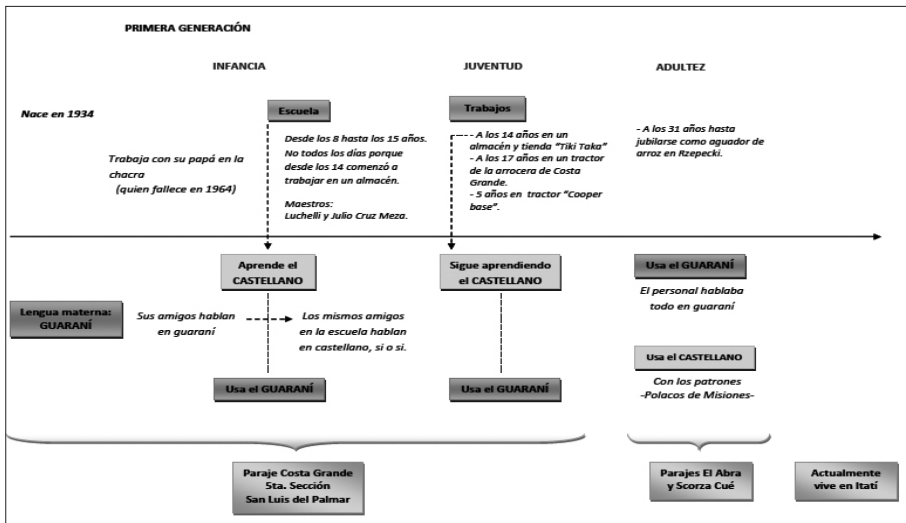 PRIMERA GENERACIÓN
INFANCIA
JUVENTUD
ADULTEZ
Nace en 1934
Escuela
Trabajos
Trabaja con su papá en la
chacra
(quien fallece en 1964)
Desde los 8 hasta los 15 años.
No todos los días porque
desde los 14 comenzó a
trabajar en un almacén.
Maestros:
Luchelli y Julio Cruz Meza.
- A los 14 años en un
almacén y tienda "Tiki Taka"
- A los 17 años en un tractor
de la arrocera de Costa
Grande.
- 5 años en tractor "Cooper
base".
- A los 31 años hasta
jubilarse como aguador de
arroz en Rzepecki.
Aprende el
CASTELLANO
Sigue aprendiendo
el CASTELLANO
Usa el GUARANÍ
El personal hablaba
todo en guaraní
Lengua materna:
GUARANÍ
Sus amigos hablan
en guaraní
Los mismos amigos
en la escuela hablan
en castellano, si o si.
Usa el CASTELLANO
Con los patrones
-Polacos de Misiones-
Usa el GUARANÍ
Usa el GUARANÍ
Paraje Costa Grande
5ta. Sección
San Luis del Palmar
Parajes El Abra
y Scorza Cué
Actualmente
vive en Itatí